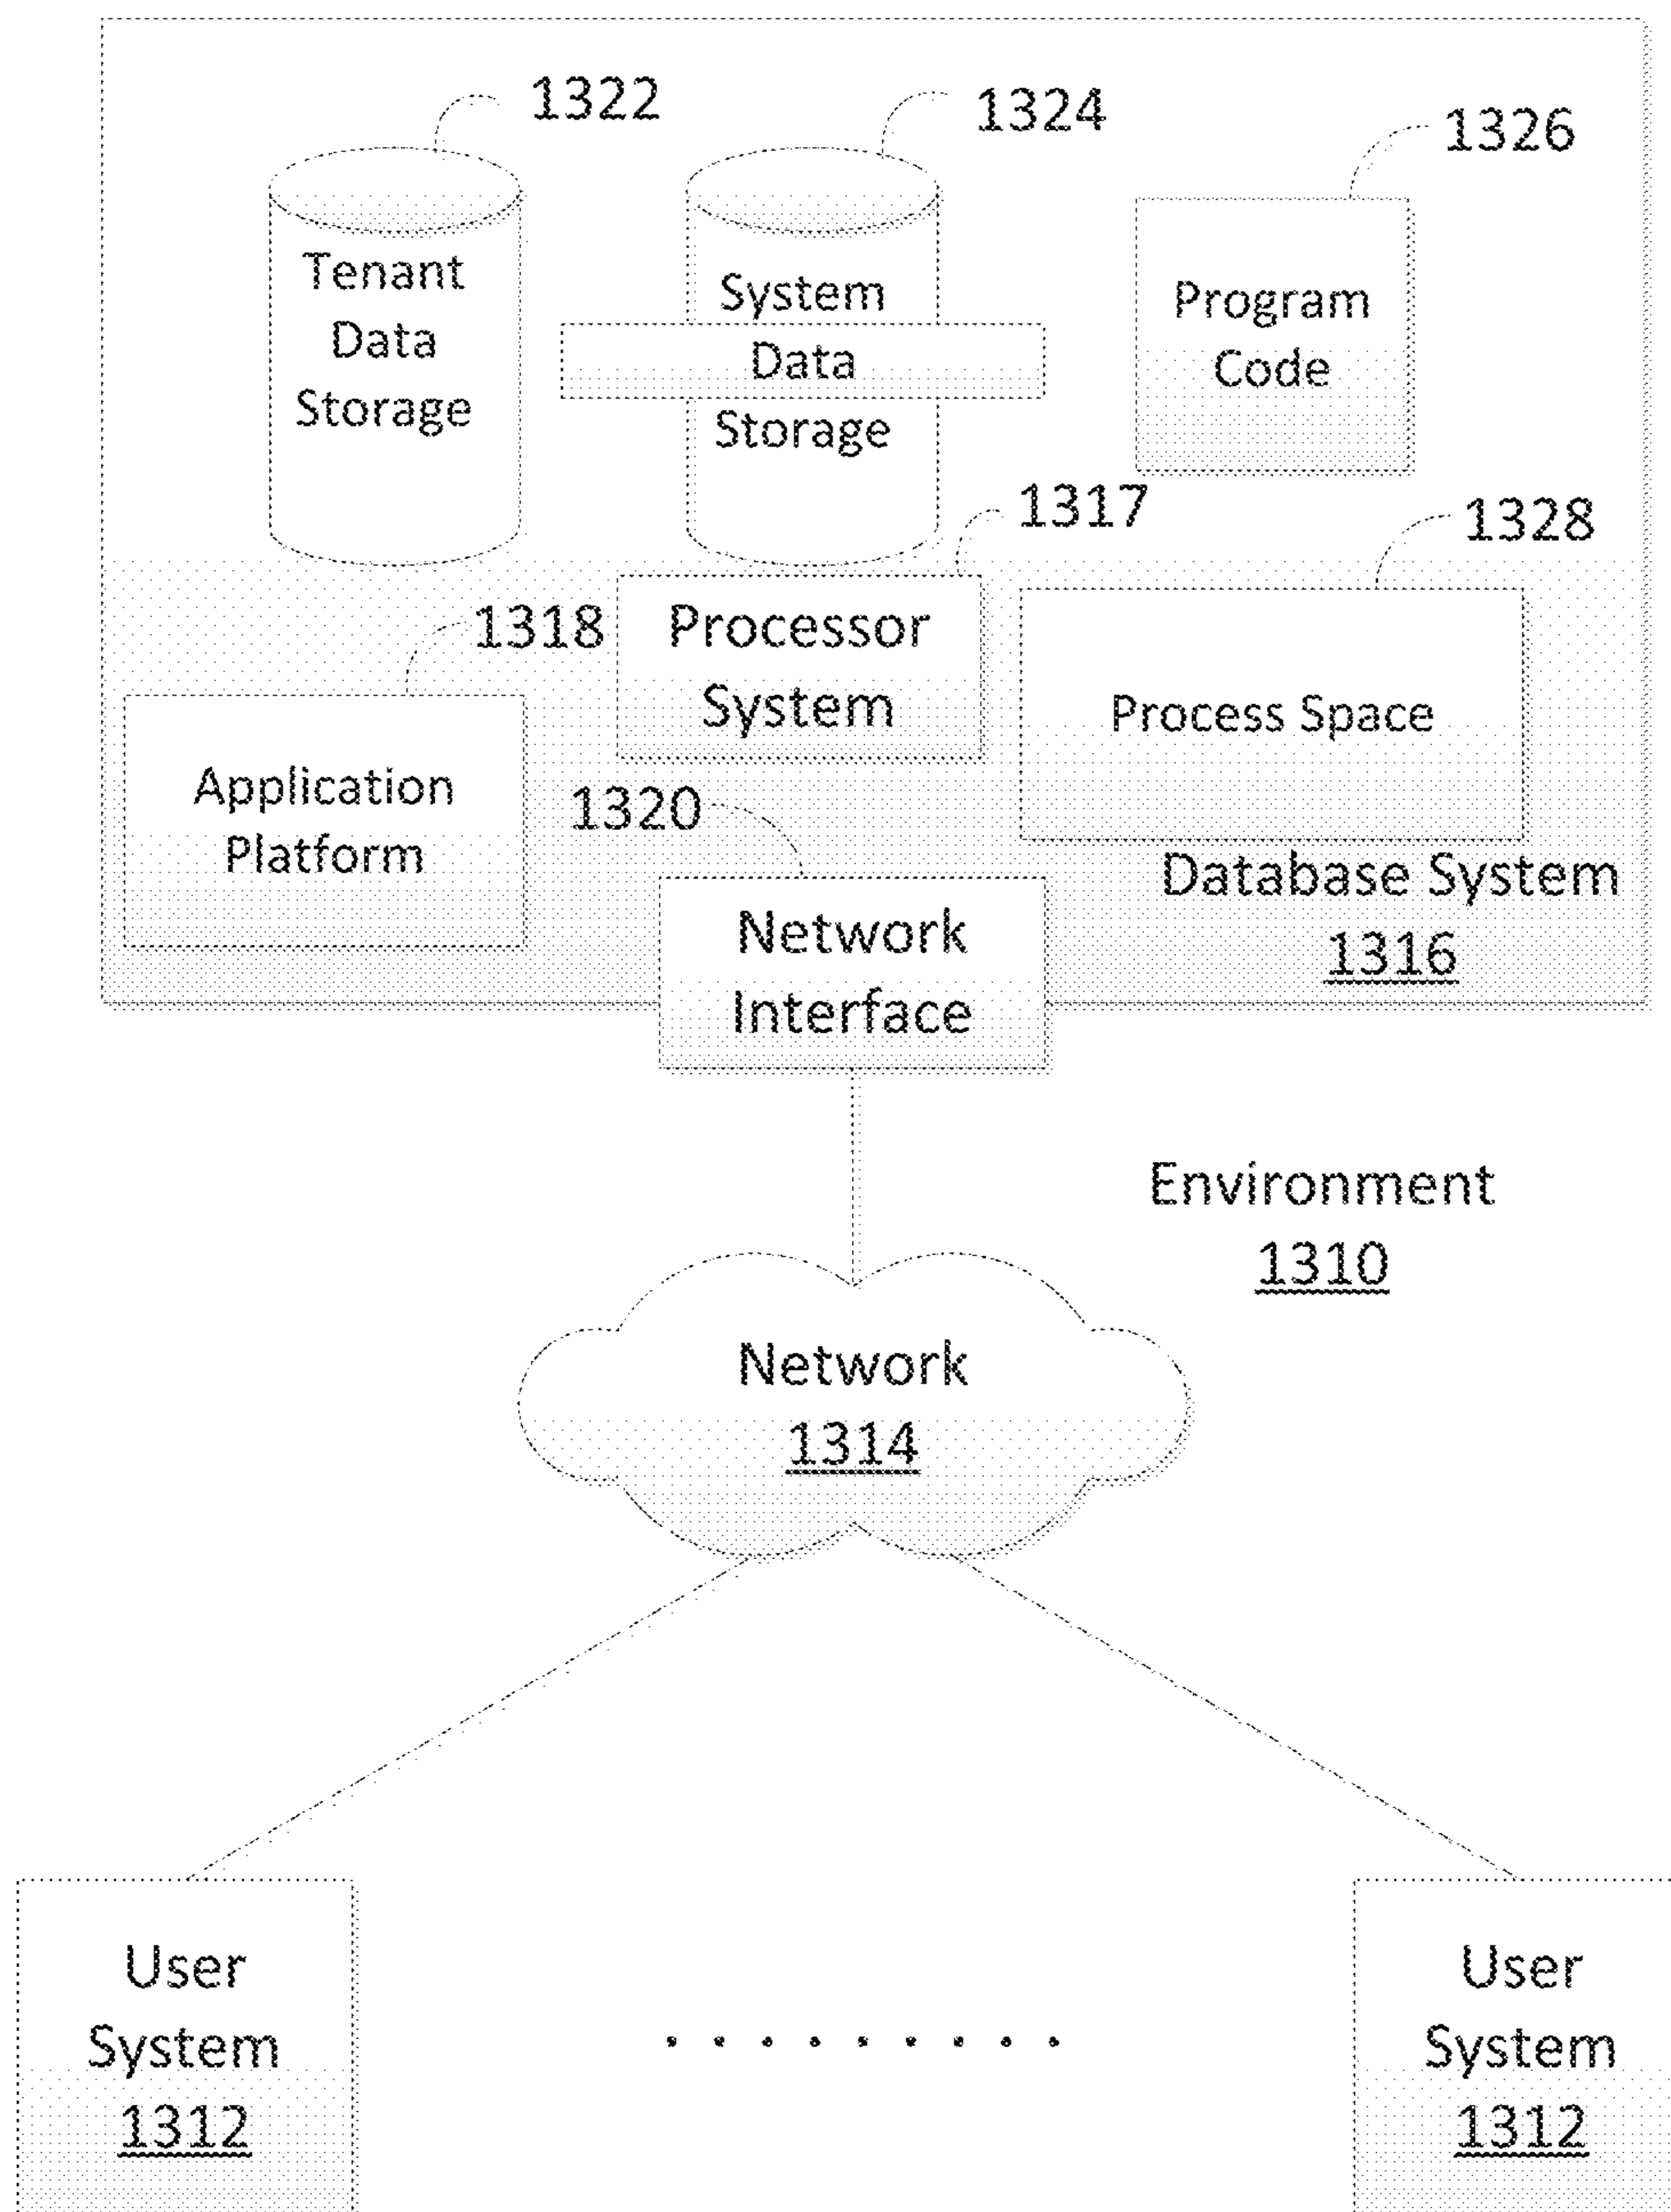 1322
1324
1326
Tenant
Data
Storage
System
Data
Storage
Program
Code
1317
1328
1318
Processor
System
Process Space
Application
Platform
1320
Database System
1316
Network
Interface
Environment
1310
Network
1314
User
System
1312
User
System
1312